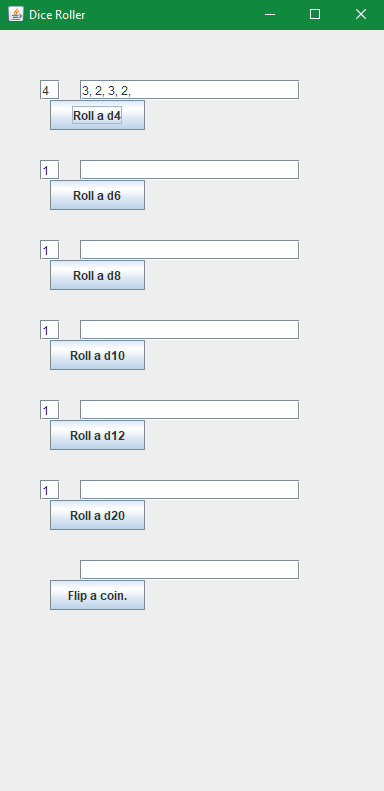 Dice Roller
4 3, 2, 3, 2,
Roll a d4
1
Roll a d6
1
Roll a d8
1
Roll a d10
1
Roll a d12
1
Roll a d20
Flip a coin.